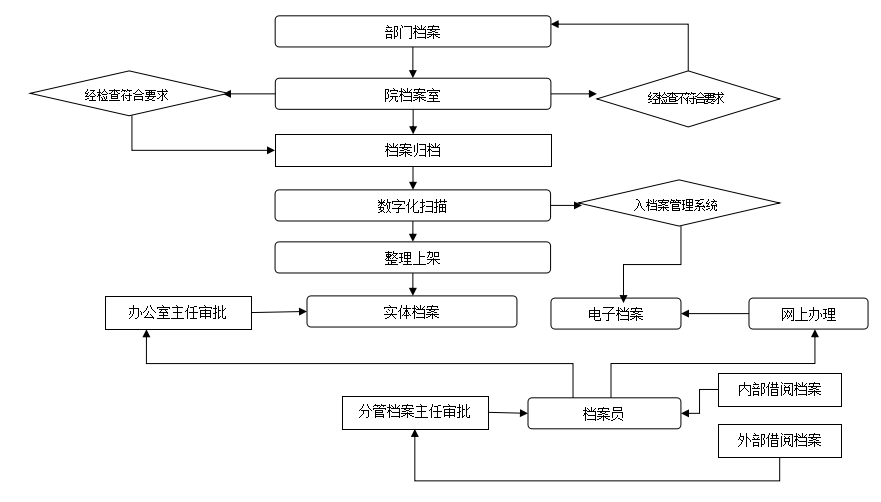 部门档案
经检查符合要求
院档案室
经检查不符合要求
档案归档
数字化扫描
入档案管理系统
整理上架
办公室主任审批
实体档案
电子档案
网上办理
内部借阅档案
分管档案主任审批
档案员
外部借阅档案